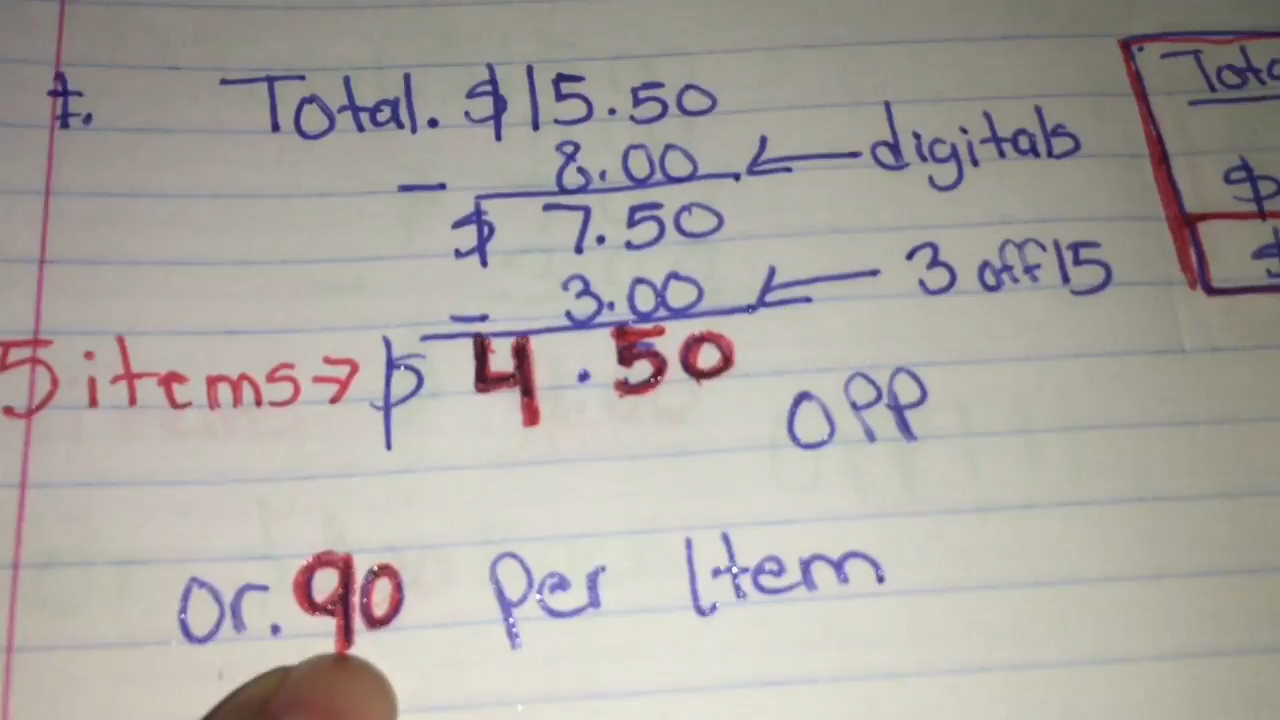 t. Total. $15.50
- 8.00 ← digitals
$ 7.50
- 3.00 ← 3 off 15
5 items → $ 4.50
OPP
or .90 per Item
Tota
$
$